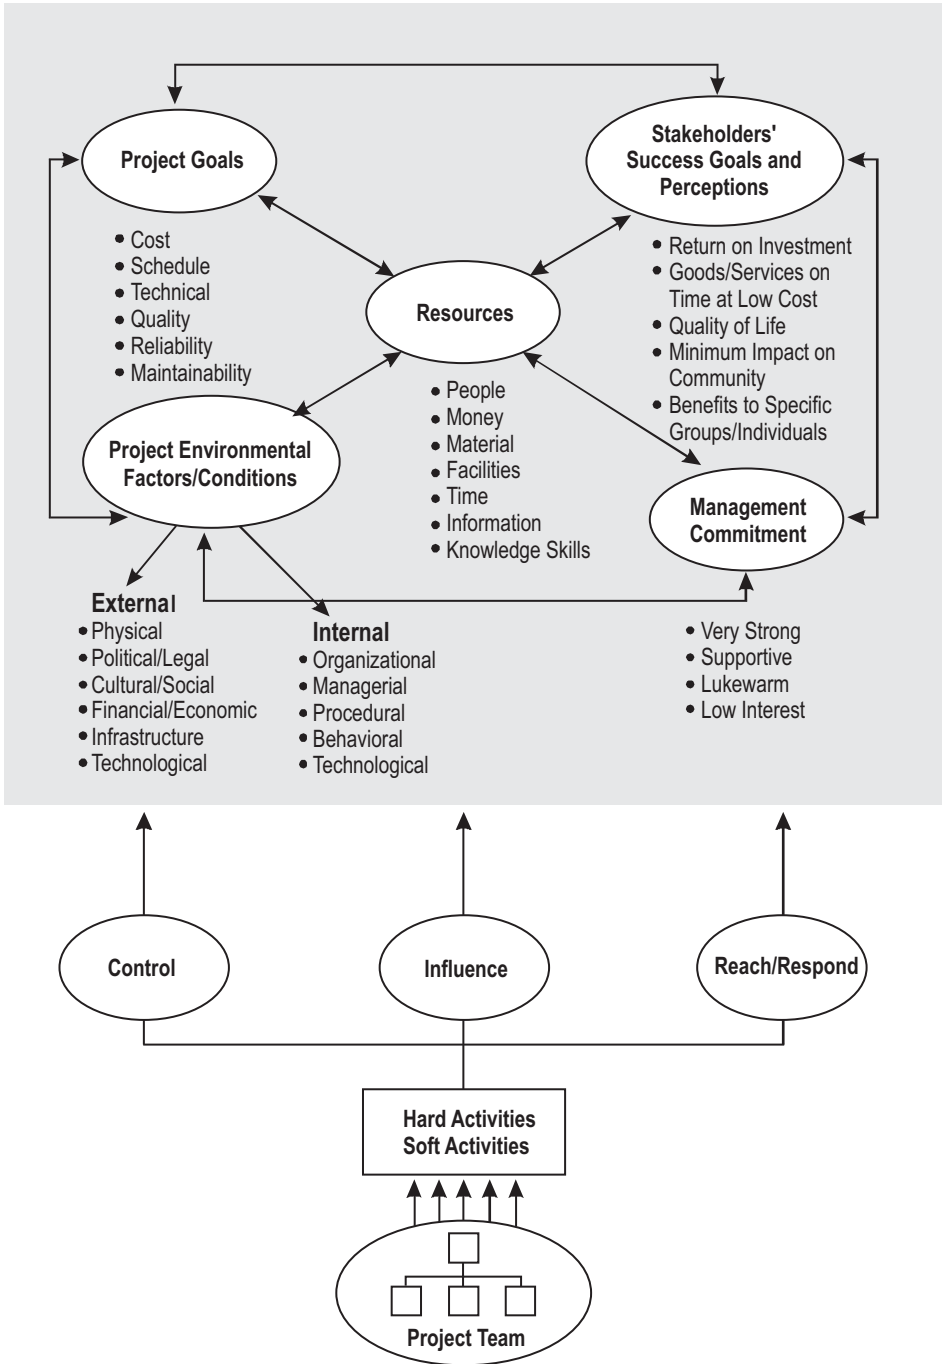 Project Goals
Stakeholders'
Success Goals and
Perceptions
• Cost
• Schedule
• Technical
• Quality
• Reliability
• Maintainability
• Return on Investment
• Goods/Services on
Time at Low Cost
• Quality of Life
• Minimum Impact on
Community
• Benefits to Specific
Groups/Individuals
Resources
• People
• Money
• Material
• Facilities
• Time
• Information
• Knowledge Skills
Project Environmental
Factors/Conditions
Management
Commitment
External
• Physical
• Political/Legal
• Cultural/Social
• Financial/Economic
• Infrastructure
• Technological
Internal
• Organizational
• Managerial
• Procedural
• Behavioral
• Technological
• Very Strong
• Supportive
• Lukewarm
• Low Interest
Control
Influence
Reach/Respond
Hard Activities
Soft Activities
Project Team